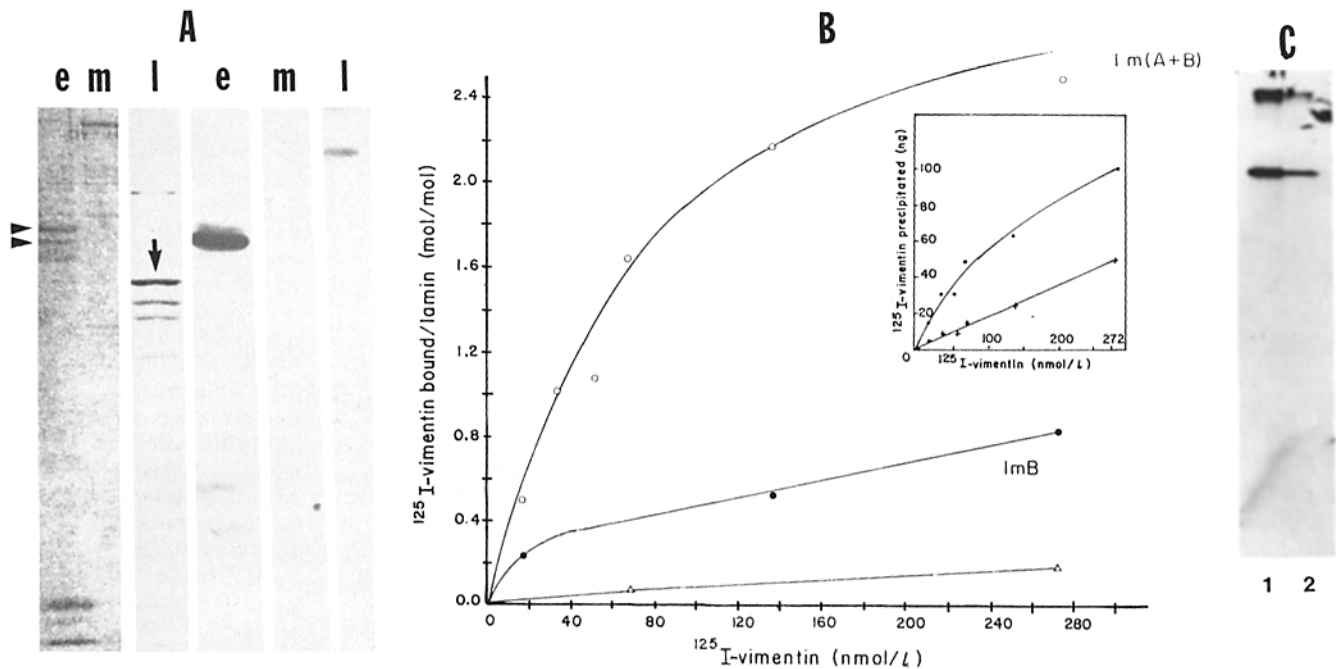 A
e m l e m l
B
125I-vimentin bound/lamin (mol/mol)
2.4
2.0
1.6
1.2
0.8
0.4
0.0
0 40 80 120 160 200 240 280
125I-vimentin (nmol/l)
lm(A+B)
lmB
125I-vimentin precipitated (ng)
100
80
60
40
20
0
100 200 272
125I-vimentin (nmol/l)
C
1 2